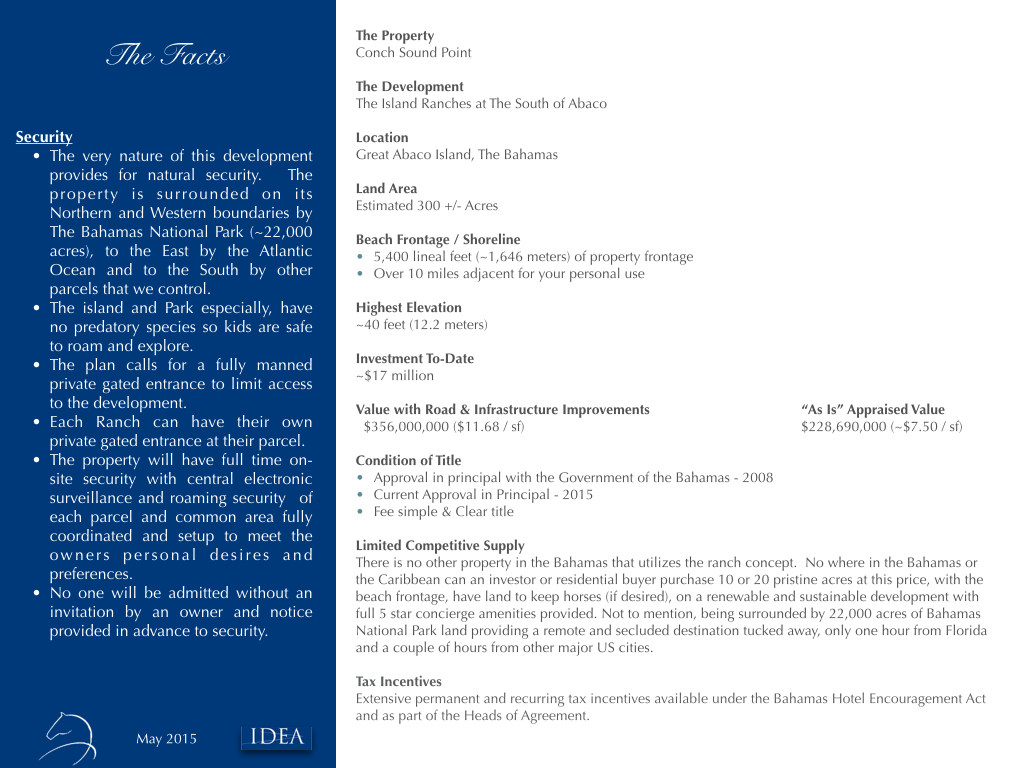 The Facts
Security
• The very nature of this development
provides for natural security. The
property is surrounded on its
Northern and Western boundaries by
The Bahamas National Park (~22,000
acres), to the East by the Atlantic
Ocean and to the South by other
parcels that we control.
• The island and Park especially, have
no predatory species so kids are safe
to roam and explore.
• The plan calls for a fully manned
private gated entrance to limit access
to the development.
• Each Ranch can have their own
private gated entrance at their parcel.
• The property will have full time on-
site security with central electronic
surveillance and roaming security of
each parcel and common area fully
coordinated and setup to meet the
owners personal desires and
preferences.
• No one will be admitted without an
invitation by an owner and notice
provided in advance to security.
May 2015
IDEA
The Property
Conch Sound Point
The Development
The Island Ranches at The South of Abaco
Location
Great Abaco Island, The Bahamas
Land Area
Estimated 300 +/- Acres
Beach Frontage / Shoreline
• 5,400 lineal feet (~1,646 meters) of property frontage
• Over 10 miles adjacent for your personal use
Highest Elevation
~40 feet (12.2 meters)
Investment To-Date
~$17 million
Value with Road & Infrastructure Improvements
$356,000,000 ($11.68 / sf)
“As Is” Appraised Value
$228,690,000 (~$7.50 / sf)
Condition of Title
• Approval in principal with the Government of the Bahamas - 2008
• Current Approval in Principal - 2015
• Fee simple & Clear title
Limited Competitive Supply
There is no other property in the Bahamas that utilizes the ranch concept. No where in the Bahamas or
the Caribbean can an investor or residential buyer purchase 10 or 20 pristine acres at this price, with the
beach frontage, have land to keep horses (if desired), on a renewable and sustainable development with
full 5 star concierge amenities provided. Not to mention, being surrounded by 22,000 acres of Bahamas
National Park land providing a remote and secluded destination tucked away, only one hour from Florida
and a couple of hours from other major US cities.
Tax Incentives
Extensive permanent and recurring tax incentives available under the Bahamas Hotel Encouragement Act
and as part of the Heads of Agreement.